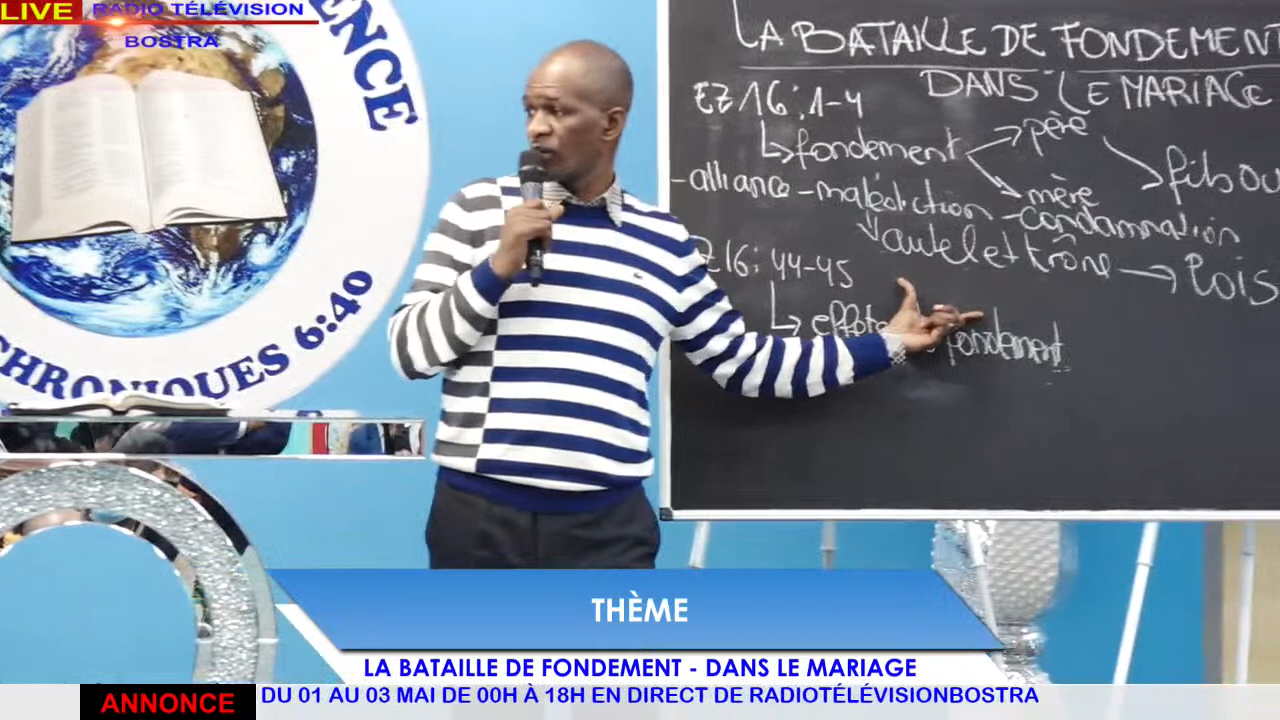 LIVE RADIO TÉLÉVISION
BOSTRA
ENCE
CHRONIQUES 6:40
LA BATAILLE DE FONDEMENT
DANS LE MARIAGE
EZ 16:1-4
fondement père
mère
fils ou
-alliance -malédiction -condamnation
autel et trône lois
Z 16:44-45
fondement
THÈME
LA BATAILLE DE FONDEMENT - DANS LE MARIAGE
ANNONCE DU 01 AU 03 MAI DE 00H À 18H EN DIRECT DE RADIOTÉLÉVISIONBOSTRA